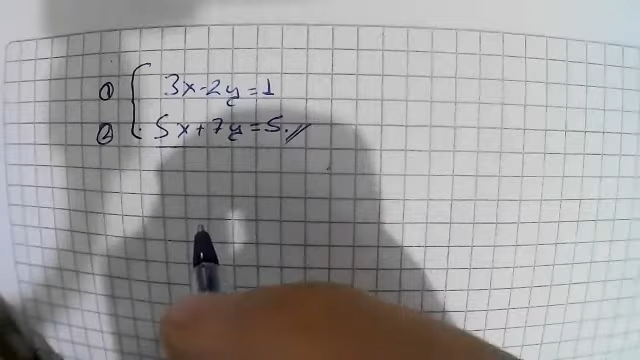 ① 3x-2y=1
② 5x+7y=5.//